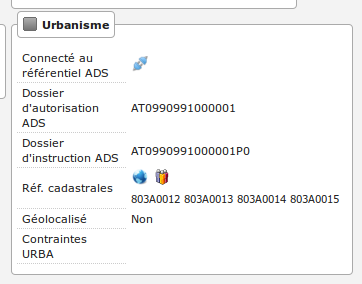 Urbanisme
Connecté au
référentiel ADS
Dossier
d'autorisation
ADS
AT0990991000001
Dossier
d'instruction ADS
AT0990991000001P0
Réf. cadastrales
803A0012 803A0013 803A0014 803A0015
Géolocalisé
Non
Contraintes
URBA